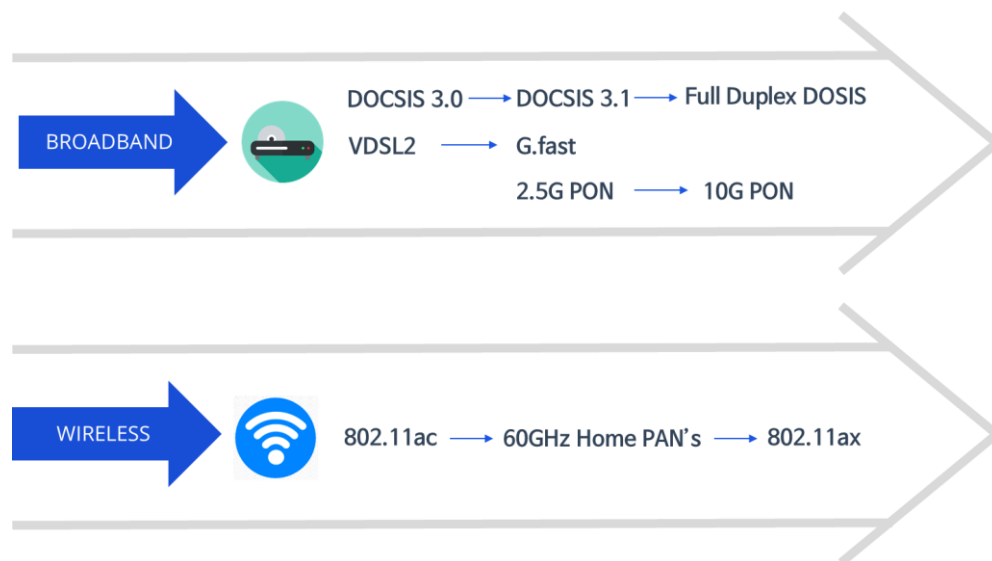 BROADBAND
DOCSIS 3.0 DOCSIS 3.1 Full Duplex DOSIS
VDSL2 G.fast
2.5G PON 10G PON
WIRELESS
802.11ac 60GHz Home PAN's 802.11ax